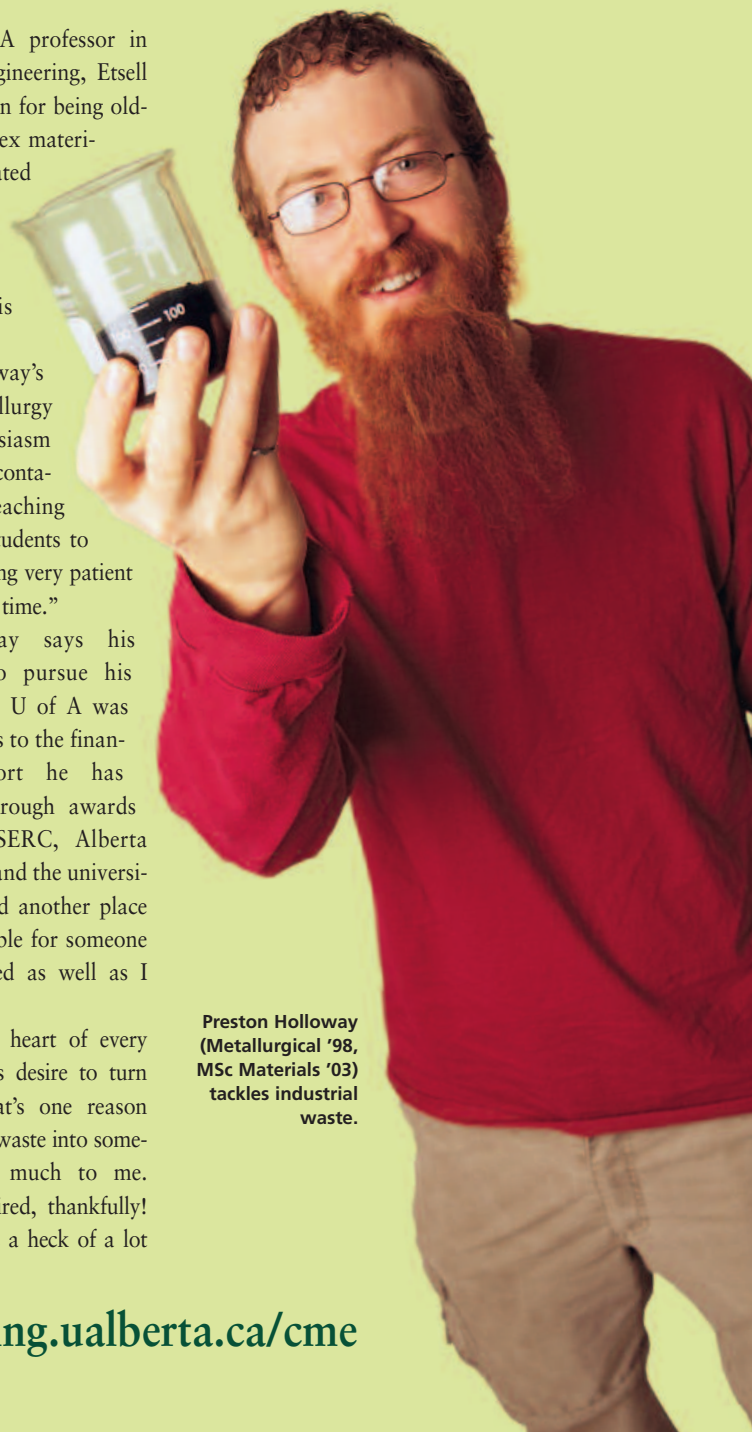 A professor in
gineering, Etsell
n for being old-
ex materi-
ted
is
way's
llurgy
siasm
conta-
eaching
udents to
ng very patient
time.”
ay says his
o pursue his
U of A was
s to the finan-
ort he has
rough awards
SERC, Alberta
and the universi-
d another place
ble for someone
ed as well as I
heart of every
s desire to turn
at's one reason
waste into some-
much to me.
ired, thankfully!
a heck of a lot
100
Preston Holloway
(Metallurgical ’98,
MSc Materials ’03)
tackles industrial
waste.
ng.ualberta.ca/cme